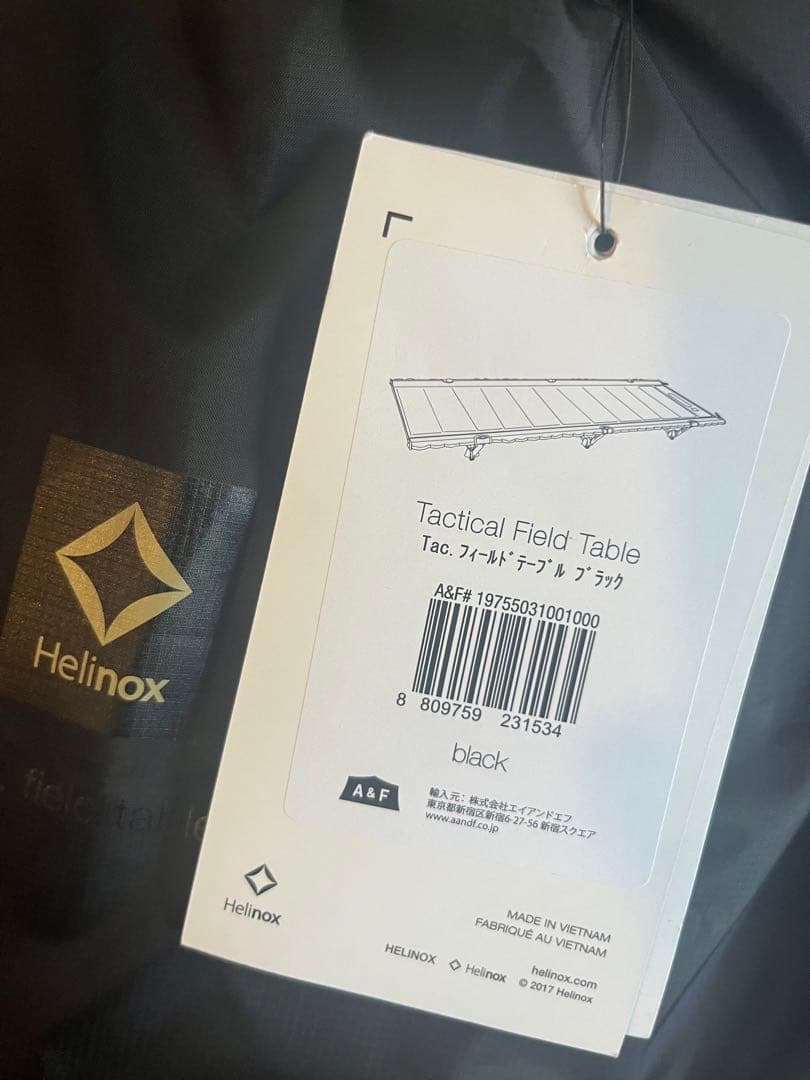 Tactical Field Table
Tac. フィールドテーブル ブラック
A&F# 19755031001000
8 809759 231534
black
A & F
輸入元：株式会社エイアンドエフ
東京都新宿区新宿6-27-56 新宿スクエア
www.aandf.co.jp
Helinox
MADE IN VIETNAM
FABRIQUÉ AU VIETNAM
HELINOX Helinox
helinox.com
© 2017 Helinox
Helinox
field table